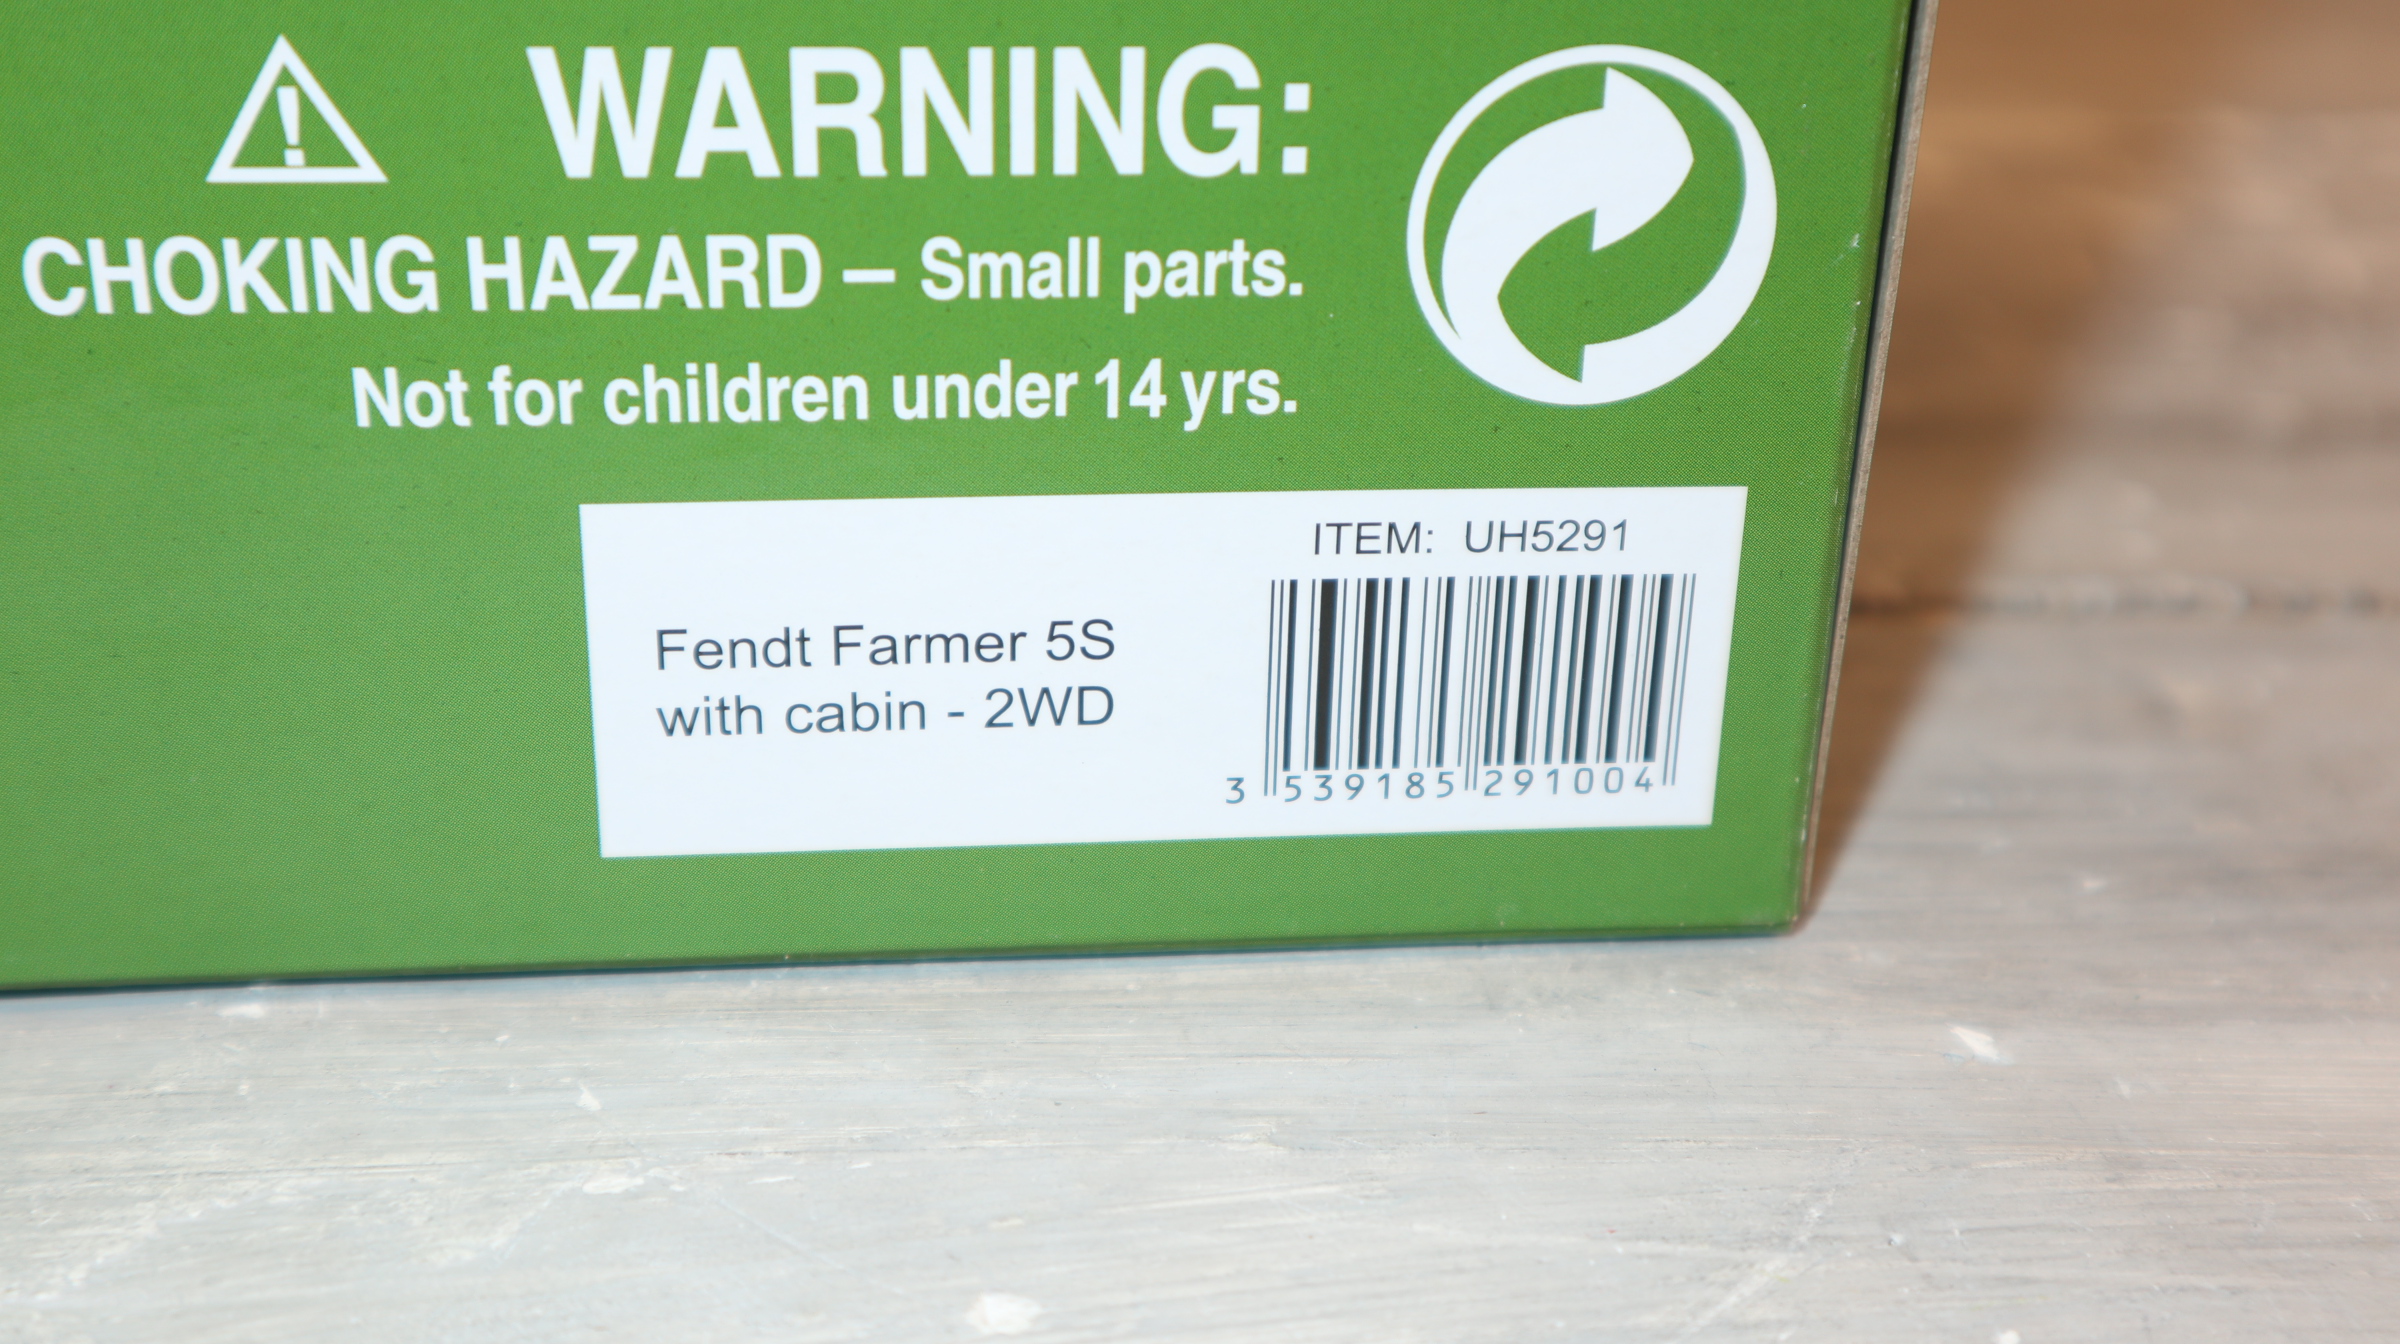 WARNING:
CHOKING HAZARD – Small parts.
Not for children under 14 yrs.
ITEM: UH5291
Fendt Farmer 5S
with cabin - 2WD
3 539185 291004